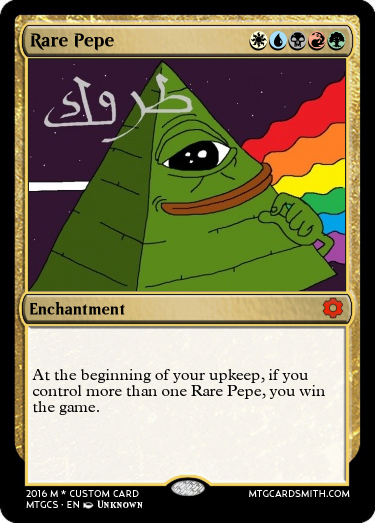 Rare Pepe
Enchantment
At the beginning of your upkeep, if you
control more than one Rare Pepe, you win
the game.
2016 M * CUSTOM CARD
MTGCS • EN UNKNOWN
MTGCARDSMITH.COM